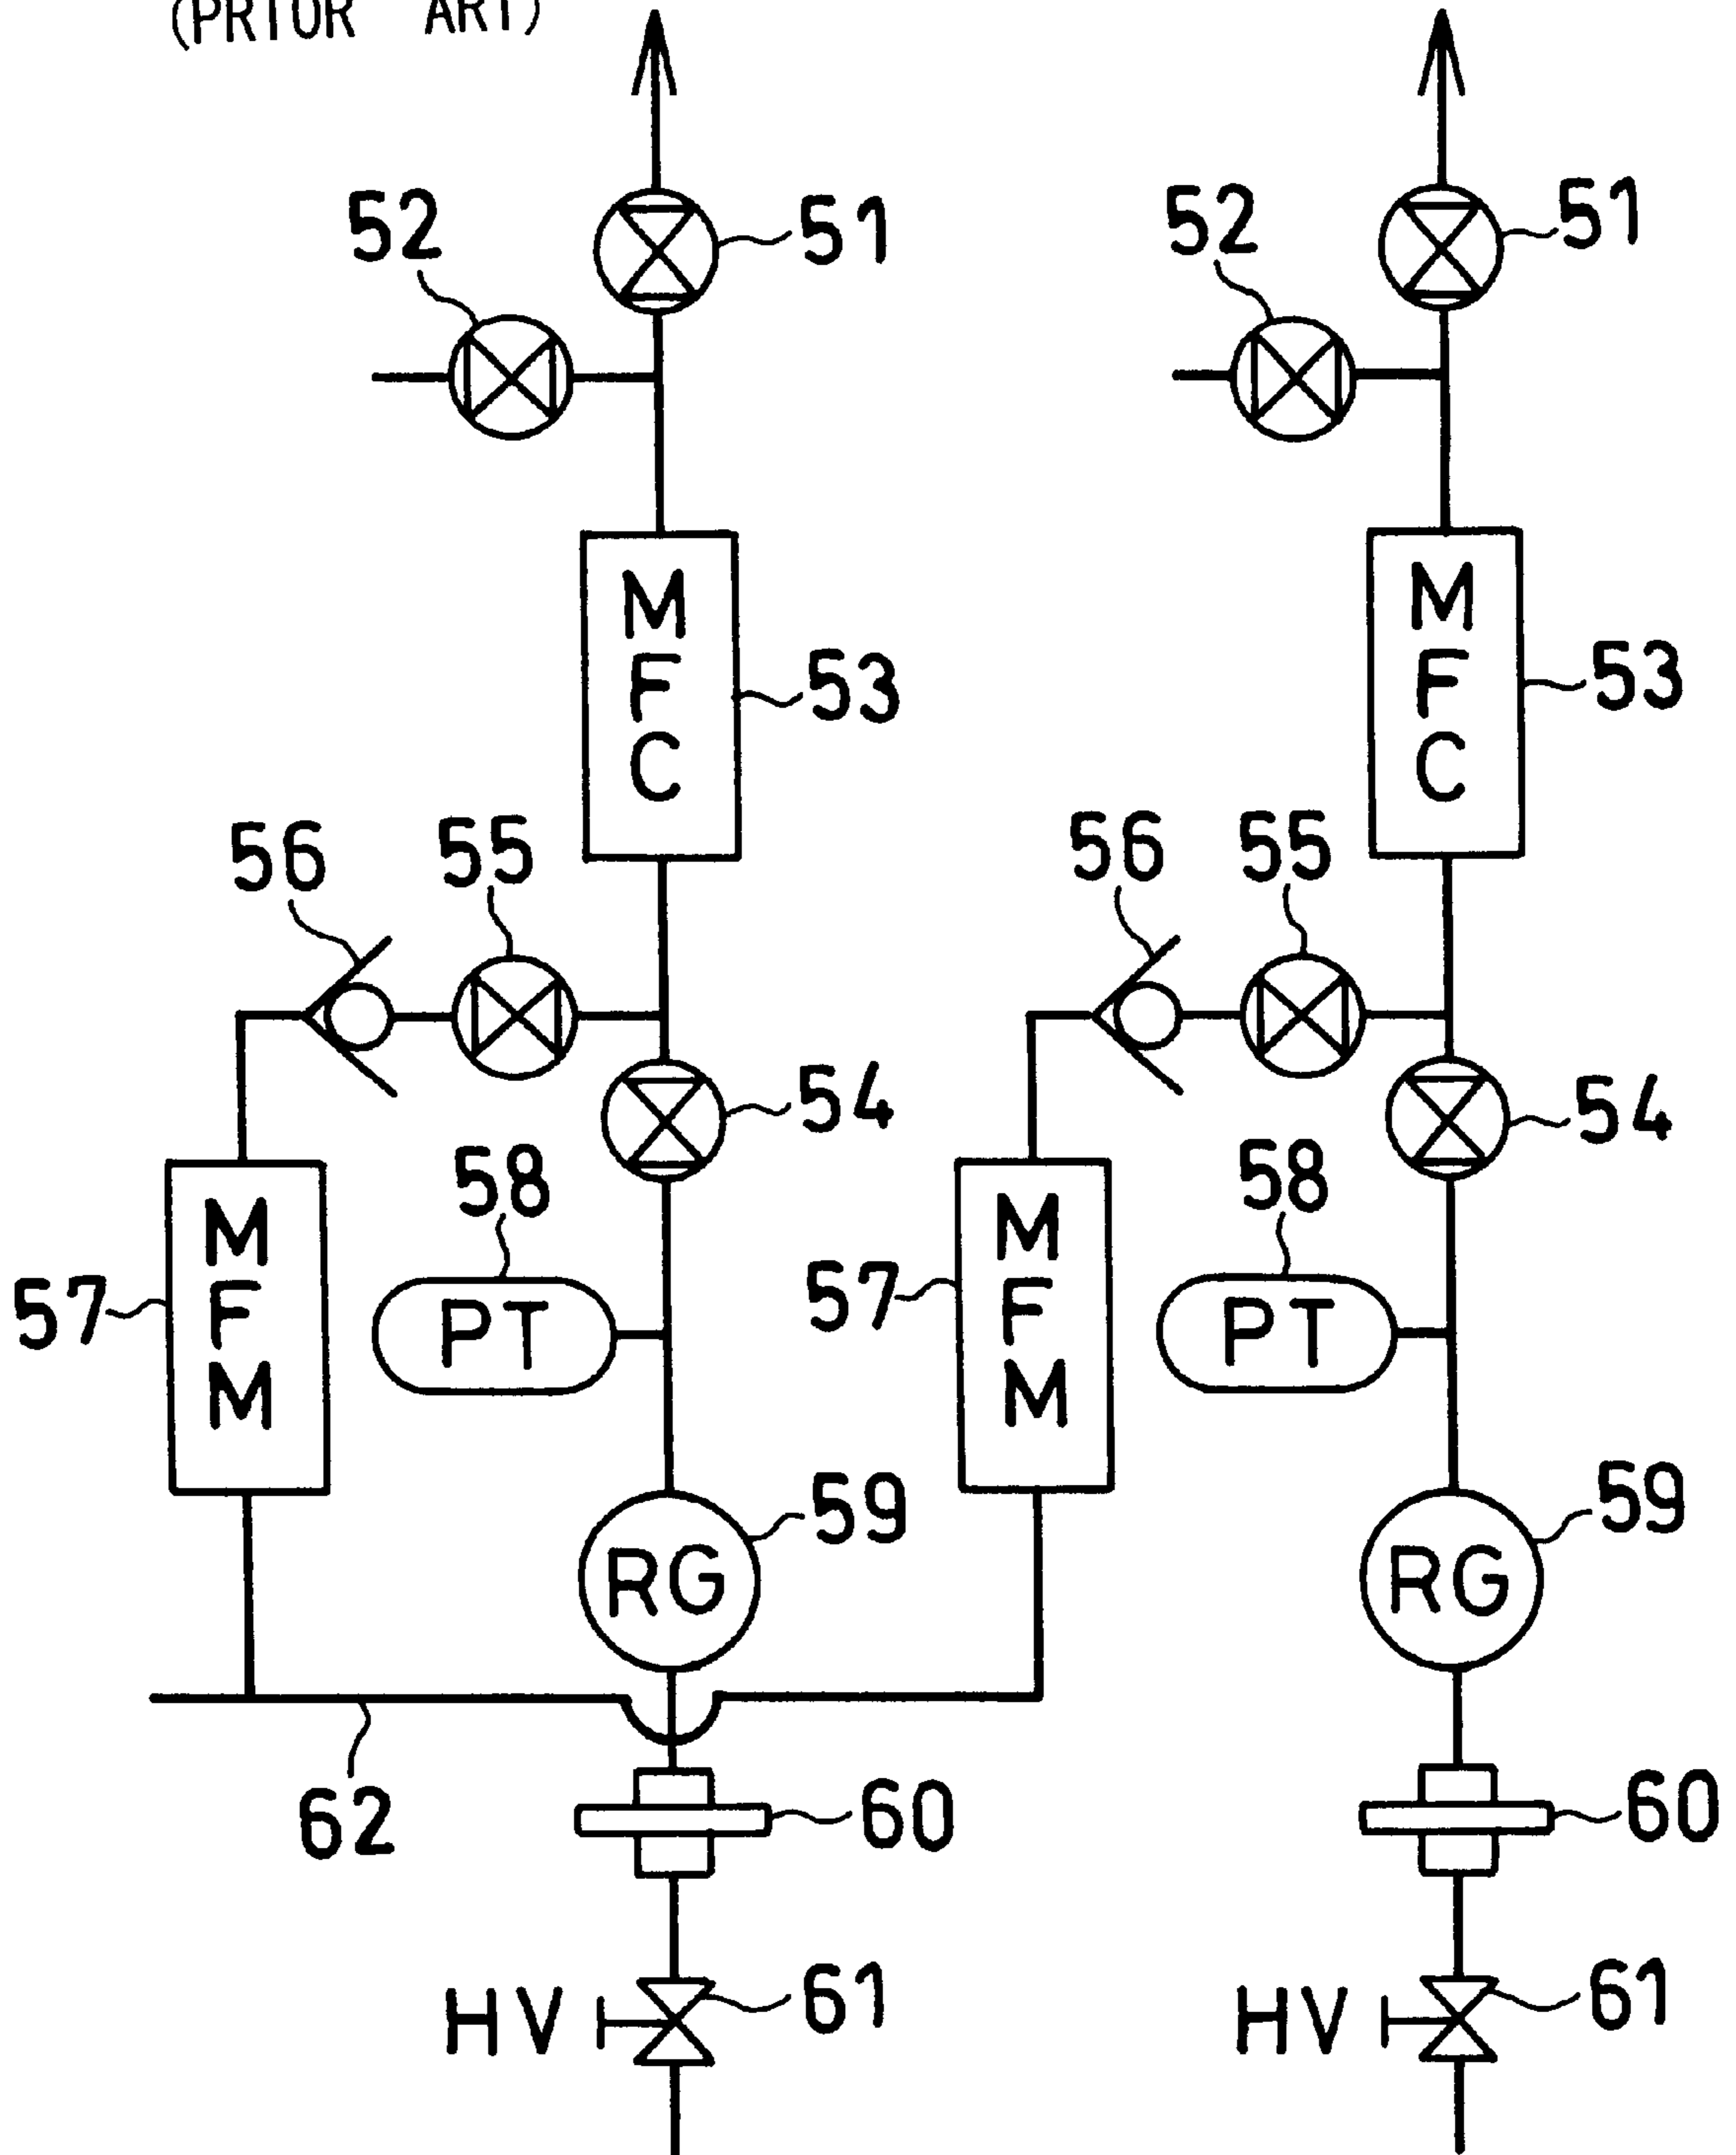 (PRIOR ART)
52 51 52 51
M F C 53 M F C 53
56 55 56 55
54 54
58 58
M F M 57 PT M F M 57 PT
59 59
RG RG
62 60 60
HV 61 HV 61